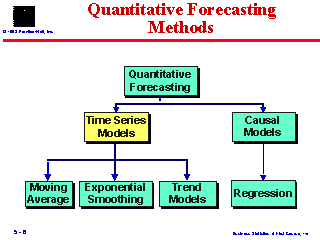 Quantitative Forecasting
Methods
Quantitative
Forecasting
Time Series
Models
Causal
Models
Moving
Average
Exponential
Smoothing
Trend
Models
Regression